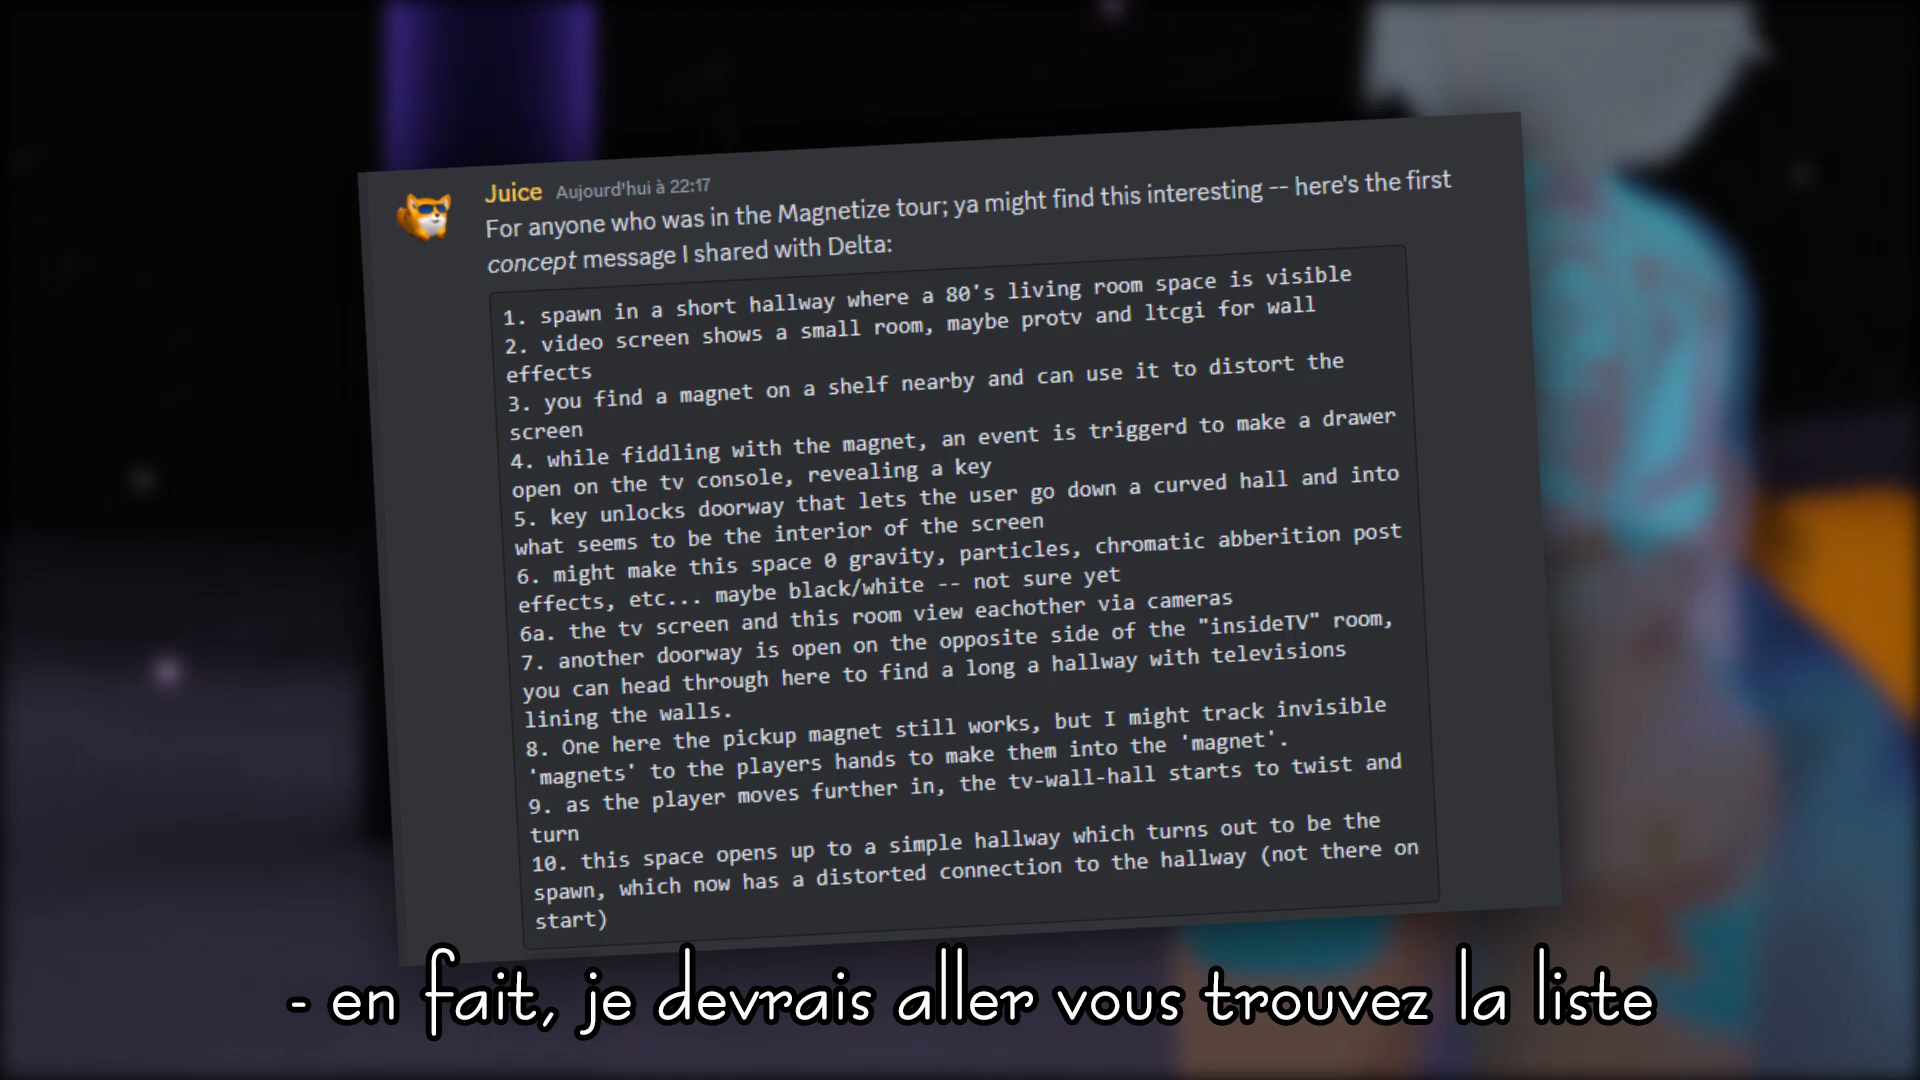 Juice Aujourd'hui à 22:17
For anyone who was in the Magnetize tour; ya might find this interesting -- here's the first
concept message I shared with Delta:
1. spawn in a short hallway where a 80's living room space is visible
2. video screen shows a small room, maybe protv and ltcgi for wall
effects
3. you find a magnet on a shelf nearby and can use it to distort the
screen
4. while fiddling with the magnet, an event is triggerd to make a drawer
open on the tv console, revealing a key
5. key unlocks doorway that lets the user go down a curved hall and into
what seems to be the interior of the screen
6. might make this space 0 gravity, particles, chromatic abberition post
effects, etc... maybe black/white -- not sure yet
6a. the tv screen and this room view eachother via cameras
7. another doorway is open on the opposite side of the "insideTV" room,
you can head through here to find a long a hallway with televisions
lining the walls.
8. One here the pickup magnet still works, but I might track invisible
'magnets' to the players hands to make them into the 'magnet'.
9. as the player moves further in, the tv-wall-hall starts to twist and
turn
10. this space opens up to a simple hallway which turns out to be the
spawn, which now has a distorted connection to the hallway (not there on
start)
- en fait, je devrais aller vous trouvez la liste